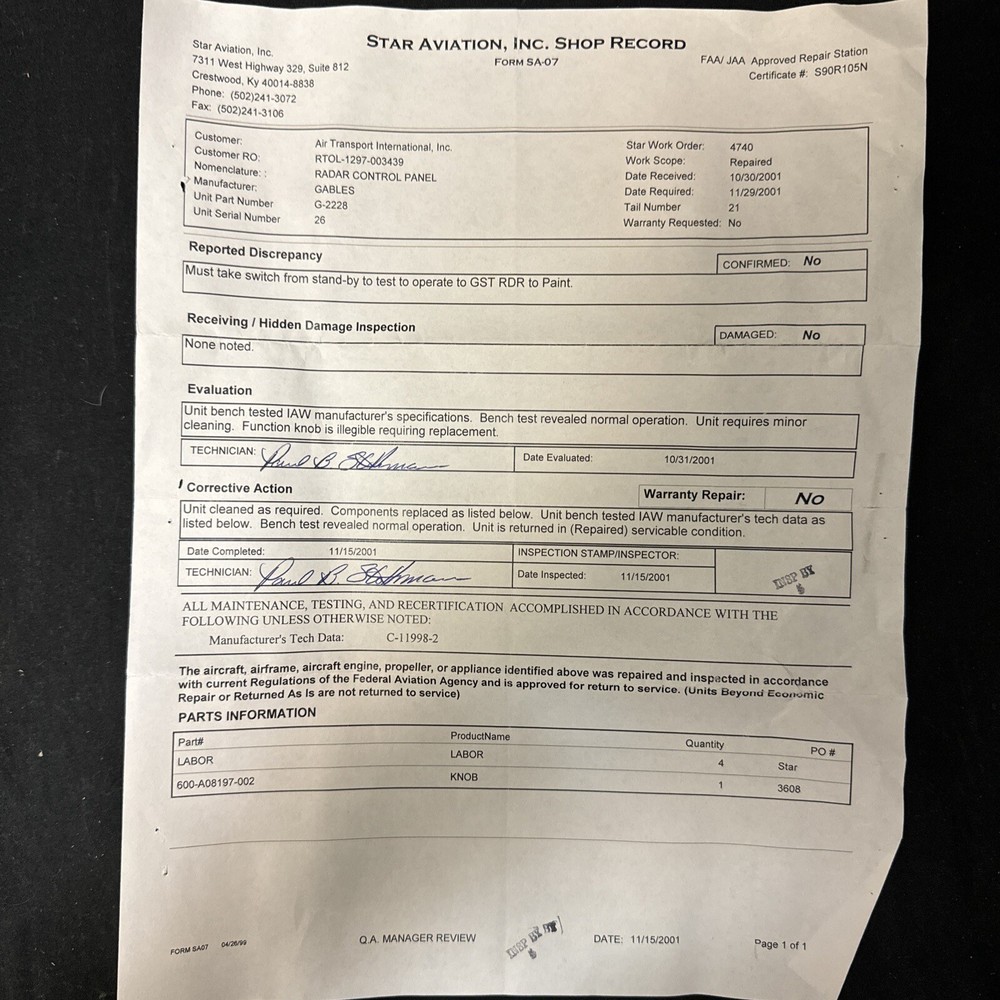 STAR AVIATION, INC. SHOP RECORD
FORM SA-07
Star Aviation, Inc.
7311 West Highway 329, Suite 812
Crestwood, Ky 40014-8838
Phone: (502)241-3072
Fax: (502)241-3106
FAA/ JAA Approved Repair Station
Certificate #: S90R105N
Customer: Air Transport International, Inc.
Customer RO: RTOL-1297-003439
Nomenclature: : RADAR CONTROL PANEL
Manufacturer: GABLES
Unit Part Number G-2228
Unit Serial Number 26
Star Work Order: 4740
Work Scope: Repaired
Date Received: 10/30/2001
Date Required: 11/29/2001
Tail Number 21
Warranty Requested: No
Reported Discrepancy
CONFIRMED: No
Must take switch from stand-by to test to operate to GST RDR to Paint.
Receiving / Hidden Damage Inspection
DAMAGED: No
None noted.
Evaluation
Unit bench tested IAW manufacturer's specifications. Bench test revealed normal operation. Unit requires minor
cleaning. Function knob is illegible requiring replacement.
TECHNICIAN:
Date Evaluated: 10/31/2001
Corrective Action
Warranty Repair: NO
Unit cleaned as required. Components replaced as listed below. Unit bench tested IAW manufacturer's tech data as
listed below. Bench test revealed normal operation. Unit is returned in (Repaired) servicable condition.
Date Completed: 11/15/2001
INSPECTION STAMP/INSPECTOR:
TECHNICIAN:
Date Inspected: 11/15/2001
INSP BY
ALL MAINTENANCE, TESTING, AND RECERTIFICATION ACCOMPLISHED IN ACCORDANCE WITH THE
FOLLOWING UNLESS OTHERWISE NOTED:
Manufacturer's Tech Data: C-11998-2
The aircraft, airframe, aircraft engine, propeller, or appliance identified above was repaired and inspected in accordance
with current Regulations of the Federal Aviation Agency and is approved for return to service. (Units Beyond Economic
Repair or Returned As Is are not returned to service)
PARTS INFORMATION
Part# ProductName Quantity PO #
LABOR LABOR 4 Star
600-A08197-002 KNOB 1 3608
FORM SA07 04/26/99
Q.A. MANAGER REVIEW
INSP BY
DATE: 11/15/2001
Page 1 of 1